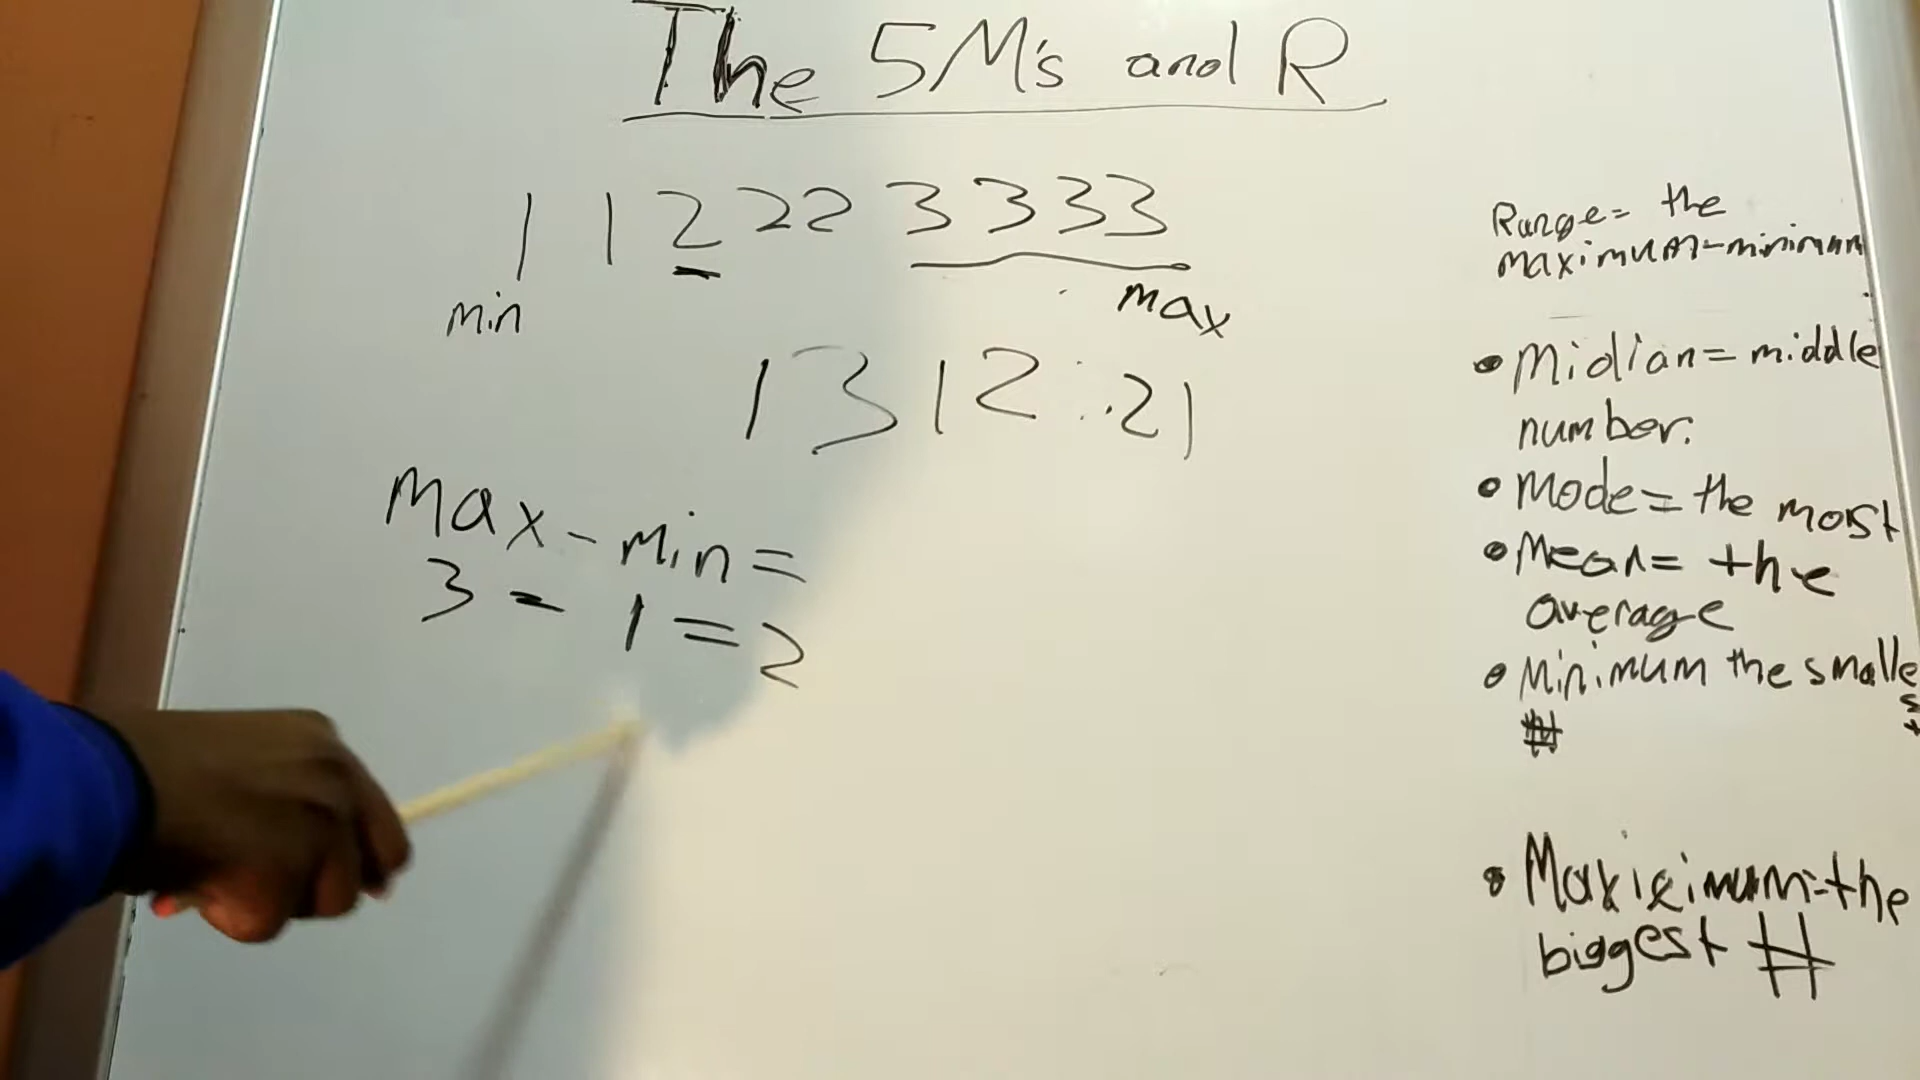 The 5M's and R
1 1 2 2 2 3 3 3 3
min
max
1 3 1 2 2 1
max - min =
3 - 1 = 2
Range= the
maximum-minimum
• Midian = middle
number.
• Mode = the most
• Mean = the
average
• Minimum the smallest
#
• the
biggest #